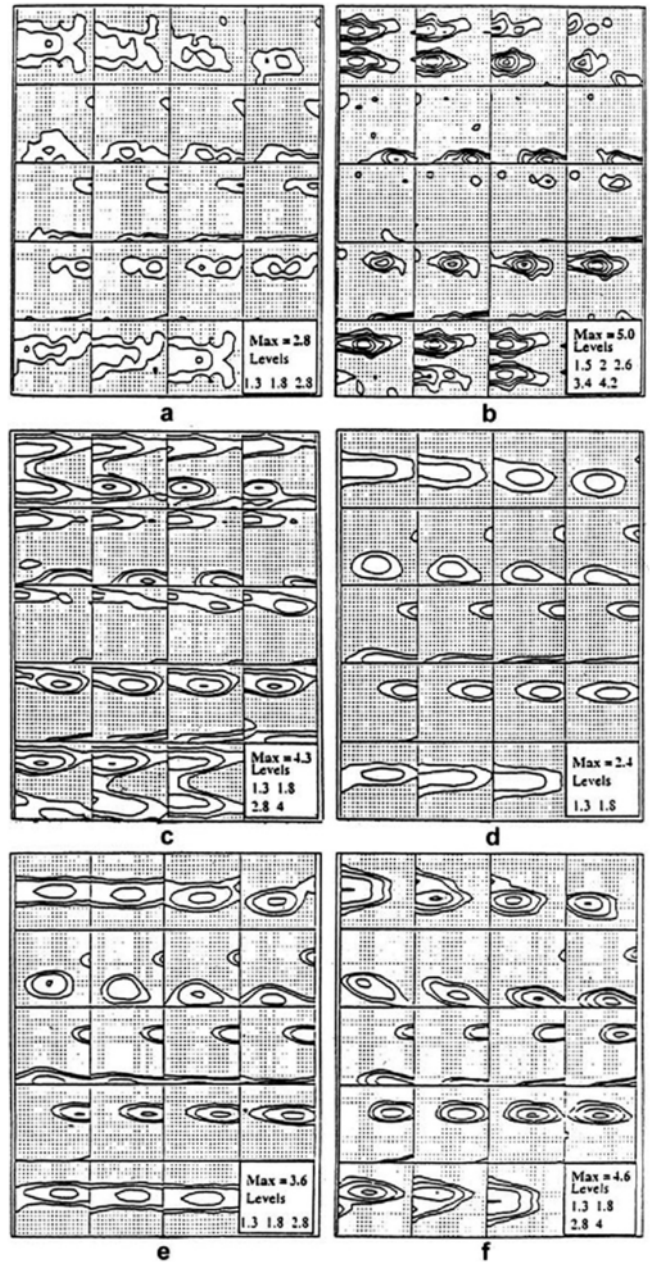 Max = 2.8
Levels
1.3 1.8 2.8
a
Max = 5.0
Levels
1.5 2 2.6
3.4 4.2
b
Max = 4.3
Levels
1.3 1.8
2.8 4
c
Max = 2.4
Levels
1.3 1.8
d
Max = 3.6
Levels
1.3 1.8 2.8
e
Max = 4.6
Levels
1.3 1.8
2.8 4
f